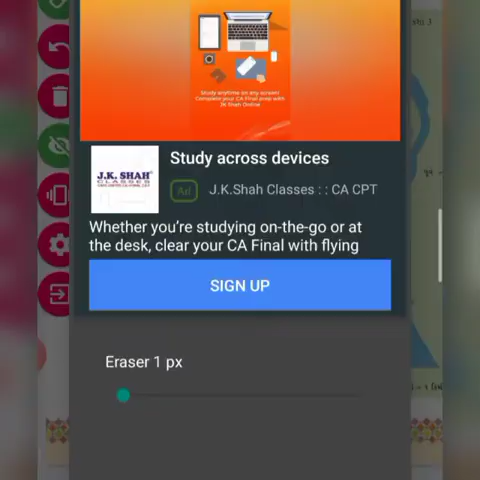 Study anytime on any screen!
Complete your CA Final prep with
JK Shah Online
J.K. SHAH
CLASSES
Study across devices
Ad J.K.Shah Classes : : CA CPT
Whether you're studying on-the-go or at
the desk, clear your CA Final with flying
SIGN UP
Eraser 1 px